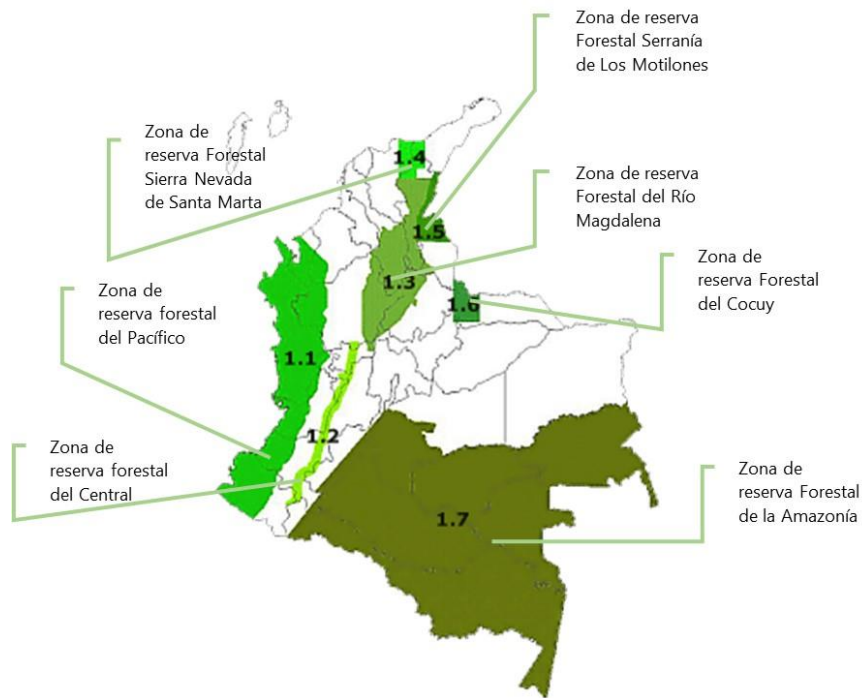 Zona de
reserva Forestal Serranía
de Los Motilones
Zona de
reserva Forestal
Sierra Nevada
de Santa Marta
Zona de reserva
Forestal del Río
Magdalena
Zona de
reserva Forestal
del Cocuy
Zona de
reserva forestal
del Pacífico
Zona de
reserva forestal
del Central
Zona de
reserva Forestal
de la Amazonía
1.4
1.5
1.3
1.6
1.1
1.2
1.7